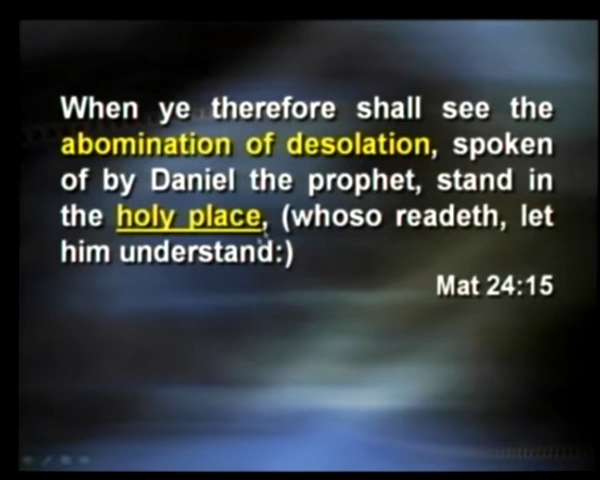 When ye therefore shall see the
abomination of desolation, spoken
of by Daniel the prophet, stand in
the holy place, (whoso readeth, let
him understand:)
Mat 24:15